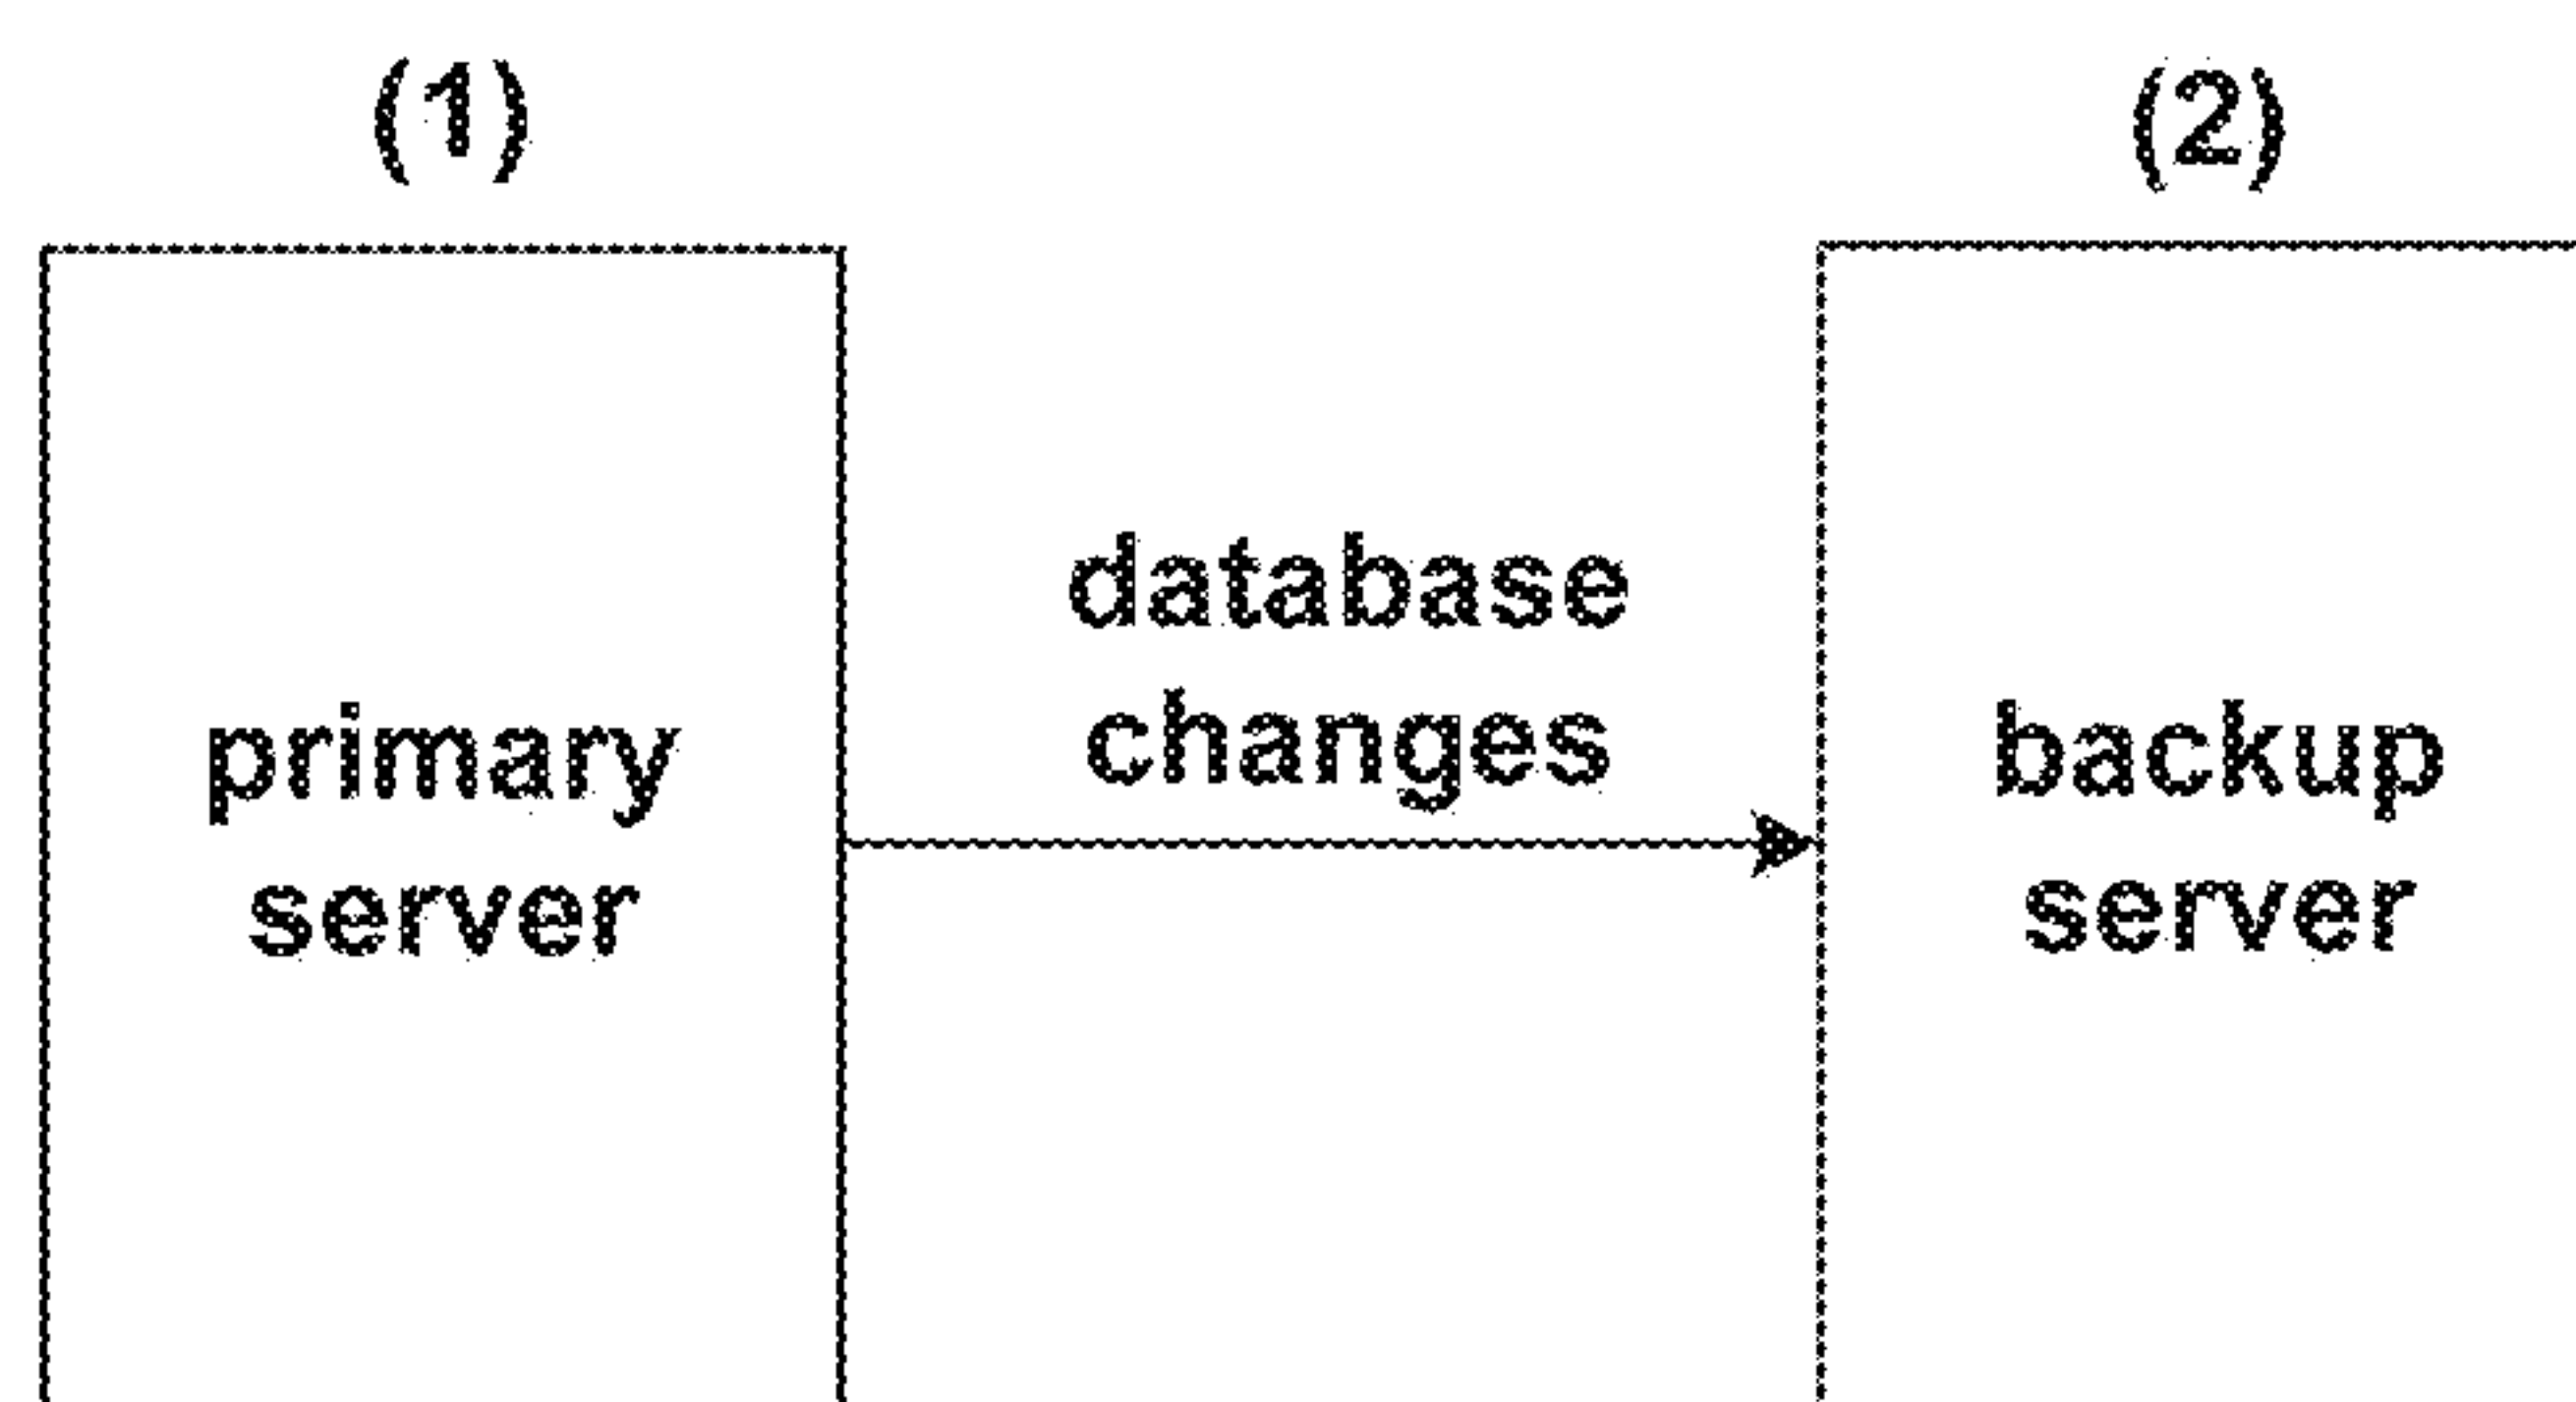 (1)
(2)
database
changes
primary
server
backup
server